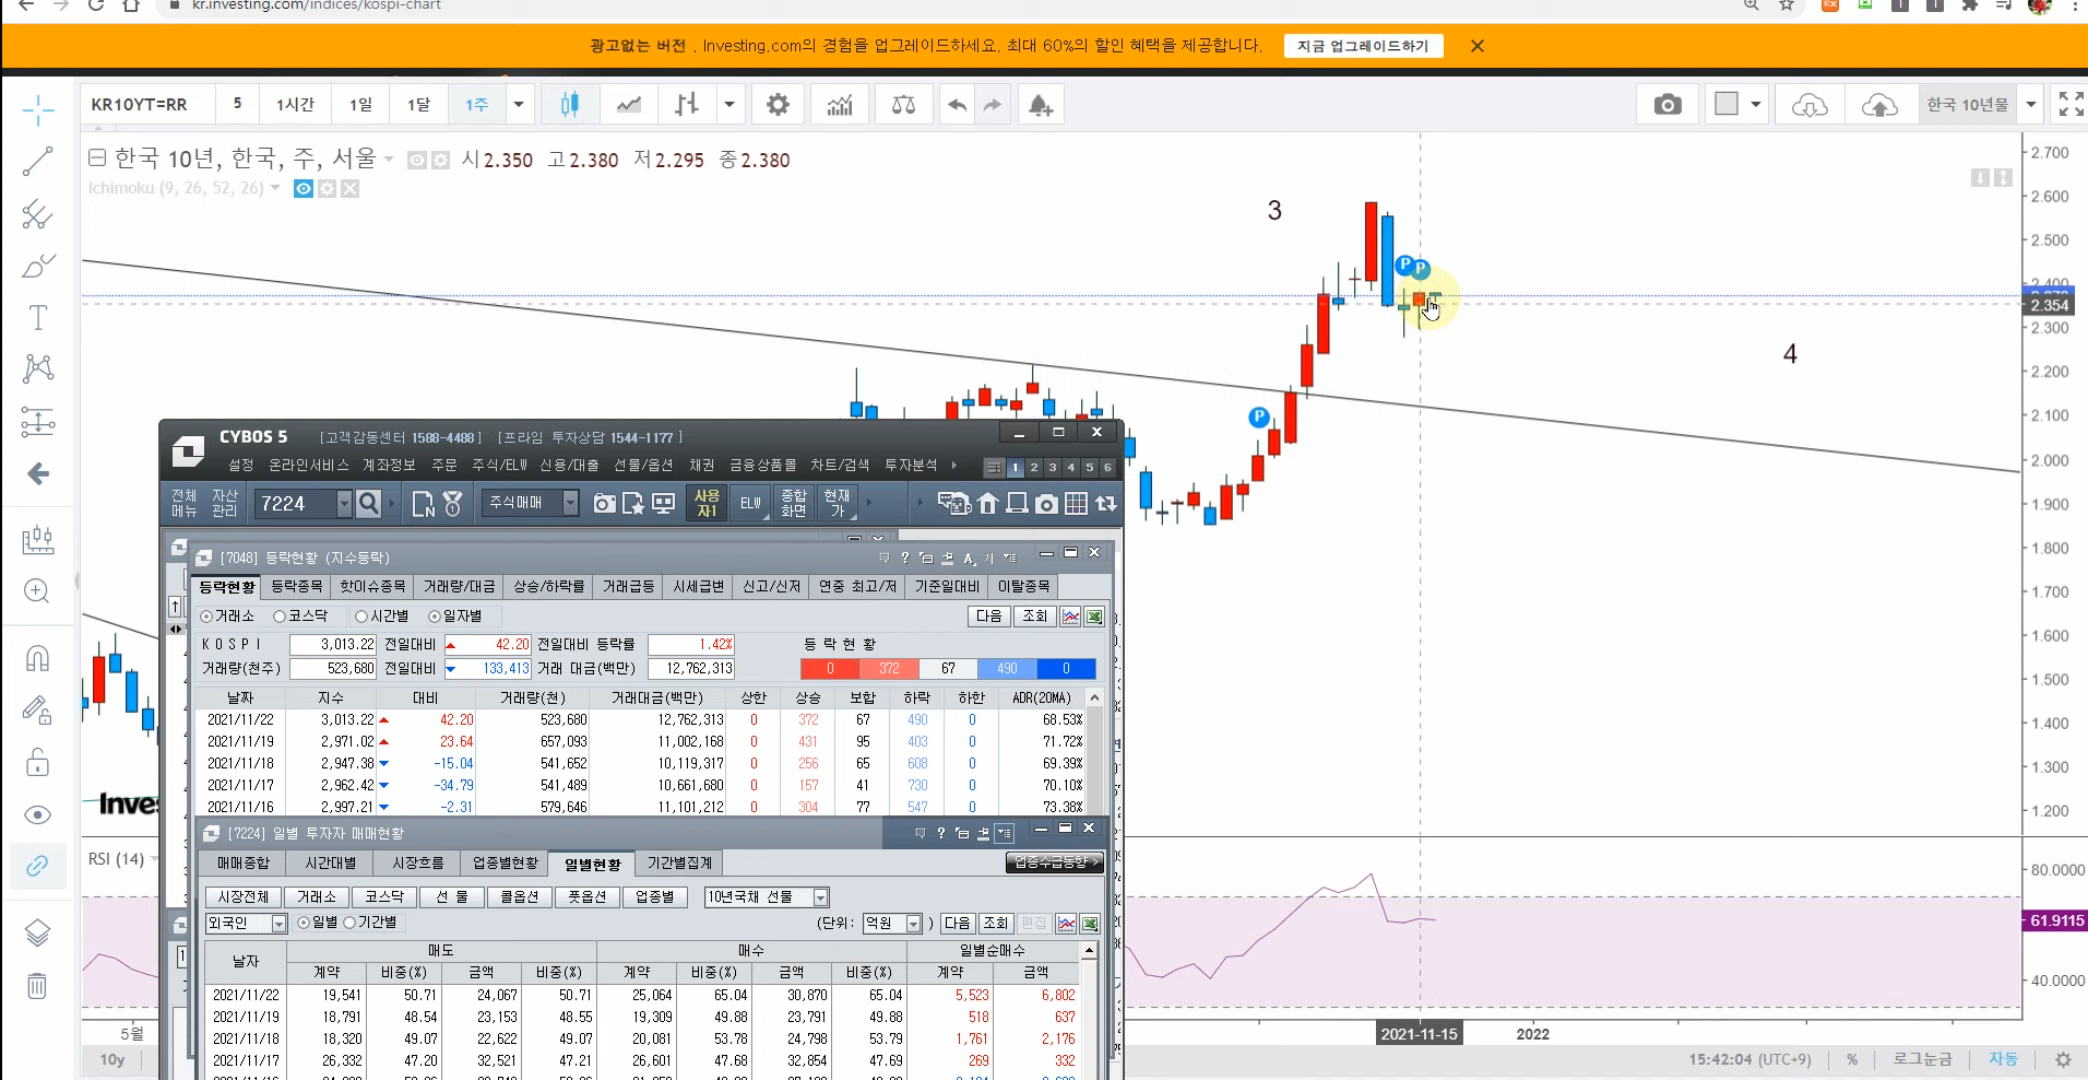 kr.investing.com/indices/kospi-chart
광고없는 버전 . Investing.com의 경험을 업그레이드하세요. 최대 60%의 할인 혜택을 제공합니다. 지금 업그레이드하기
KR10YT=RR 5 1시간 1일 1달 1주 한국 10년물
한국 10년, 한국, 주, 서울 시2.350 고2.380 저2.295 종2.380
Ichimoku (9, 26, 52, 26)
3
4
P P
P
2.700
2.600
2.500
2.354
2.300
2.200
2.100
2.000
1.900
1.800
1.700
1.600
1.500
1.400
1.300
1.200
CYBOS 5 [고객감동센터 1588-4488] [프라임 투자상담 1544-1177]
설정 온라인서비스 계좌정보 주문 주식/ELW 신용/대출 선물/옵션 채권 금융상품몰 차트/검색 투자분석 1 2 3 4 5 6
전체메뉴 자산관리 7224 주식매매 사용자1 ELW 종합화면 현재가
[7048] 등락현황 (지수등락)
등락현황 등락종목 핫이슈종목 거래량/대금 상승/하락률 거래급등 시세급변 신고/신저 연중 최고/저 기준일대비 이탈종목
거래소 코스닥 시간별 일자별 다음 조회
KOSPI 3,013.22 전일대비 ▲ 42.20 전일대비 등락률 1.42% 등 락 현 황
거래량(천주) 523,680 전일대비 ▼ 133,413 거래 대금(백만) 12,762,313 0 372 67 490 0
날짜 지수 대비 거래량(천) 거래대금(백만) 상한 상승 보합 하락 하한 ADR(20MA)
2021/11/22 3,013.22 ▲ 42.20 523,680 12,762,313 0 372 67 490 0 68.53%
2021/11/19 2,971.02 ▲ 23.64 657,093 11,002,168 0 431 95 403 0 71.72%
2021/11/18 2,947.38 ▼ -15.04 541,652 10,119,317 0 256 65 608 0 69.39%
2021/11/17 2,962.42 ▼ -34.79 541,489 10,661,680 0 157 41 730 0 70.10%
2021/11/16 2,997.21 ▼ -2.31 579,646 11,101,212 0 304 77 547 0 73.38%
[7224] 일별 투자자 매매현황
매매종합 시간대별 시장흐름 업종별현황 일별현황 기간별집계 업종수급동향 >
시장전체 거래소 코스닥 선 물 콜옵션 풋옵션 업종별 10년국채 선물
외국인 일별 기간별 (단위: 억원 ) 다음 조회 편집
날짜 매도 매수 일별순매수
계약 비중(%) 금액 비중(%) 계약 비중(%) 금액 비중(%) 계약 금액
2021/11/22 19,541 50.71 24,067 50.71 25,064 65.04 30,870 65.04 5,523 6,802
2021/11/19 18,791 48.54 23,153 48.55 19,309 49.88 23,791 49.88 518 637
2021/11/18 18,320 49.07 22,622 49.07 20,081 53.78 24,798 53.79 1,761 2,176
2021/11/17 26,332 47.20 32,521 47.21 26,601 47.68 32,854 47.69 269 332
Inves
RSI (14)
80.0000
61.9115
40.0000
5월 2021-11-15 2022
10y 15:42:04 (UTC+9) % 로그눈금 자동